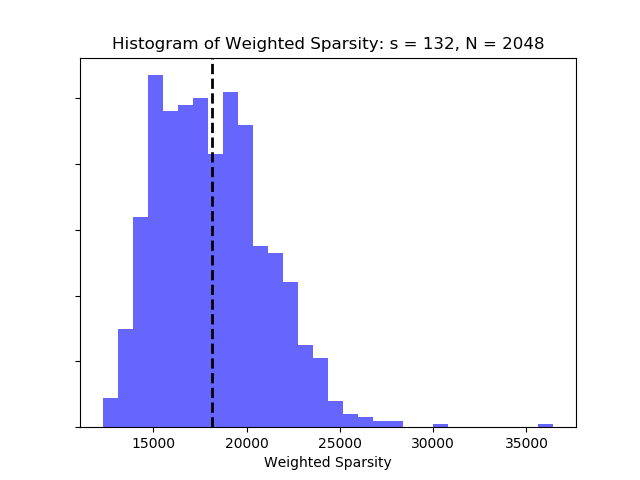 Histogram of Weighted Sparsity: s = 132, N = 2048
15000 20000 25000 30000 35000
Weighted Sparsity